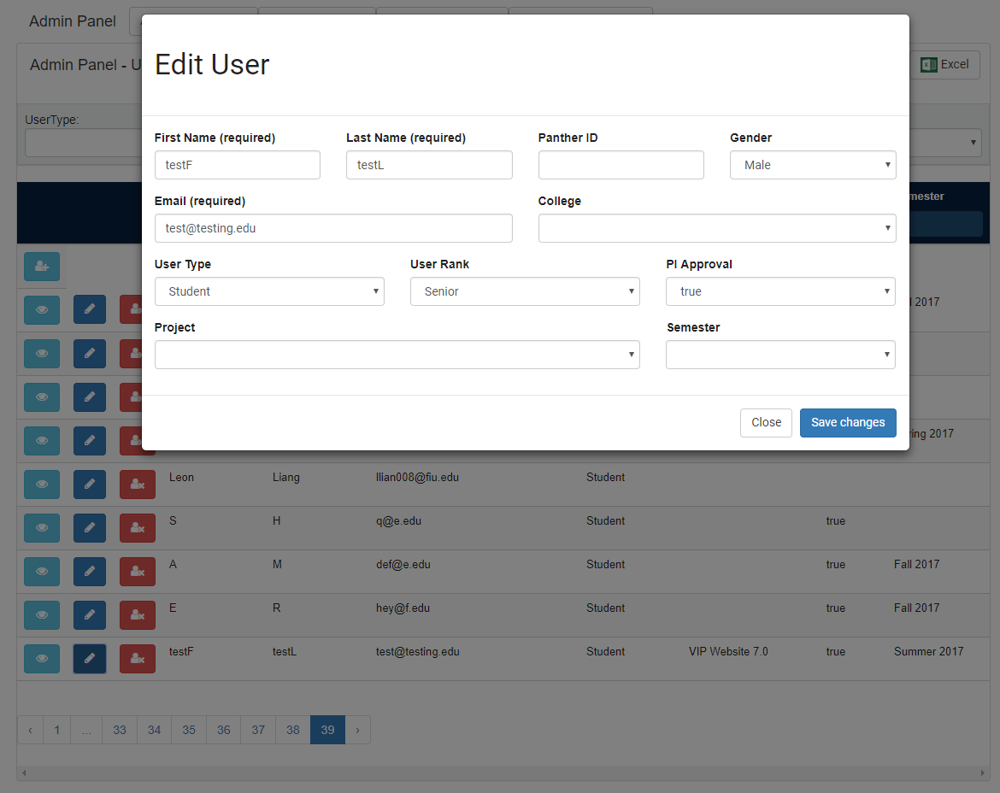 Admin Panel
Admin Panel - U
Excel
UserType:
mester
Edit User
First Name (required) Last Name (required) Panther ID Gender
testF testL Male
Email (required) College
test@testing.edu
User Type User Rank PI Approval
Student Senior true
Project Semester
Close Save changes
2017
ring 2017
Leon Liang llian008@fiu.edu Student
S H q@e.edu Student true
A M def@e.edu Student true Fall 2017
E R hey@f.edu Student true Fall 2017
testF testL test@testing.edu Student VIP Website 7.0 true Summer 2017
‹ 1 ... 33 34 35 36 37 38 39 ›